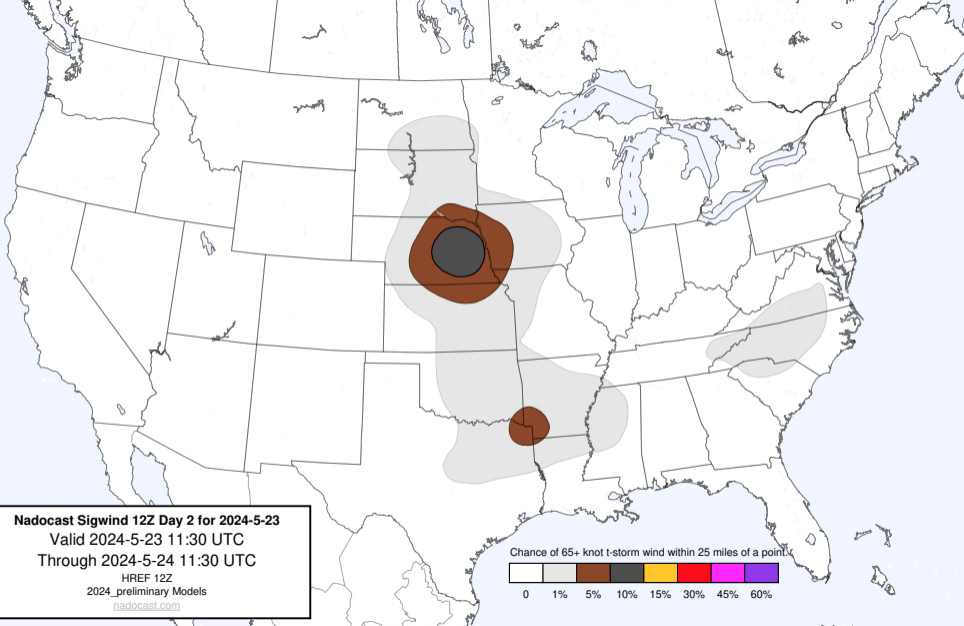 Nadocast Sigwind 12Z Day 2 for 2024-5-23
Valid 2024-5-23 11:30 UTC
Through 2024-5-24 11:30 UTC
HREF 12Z
2024_preliminary Models
nadocast.com
Chance of 65+ knot t-storm wind within 25 miles of a point.
0 1% 5% 10% 15% 30% 45% 60%